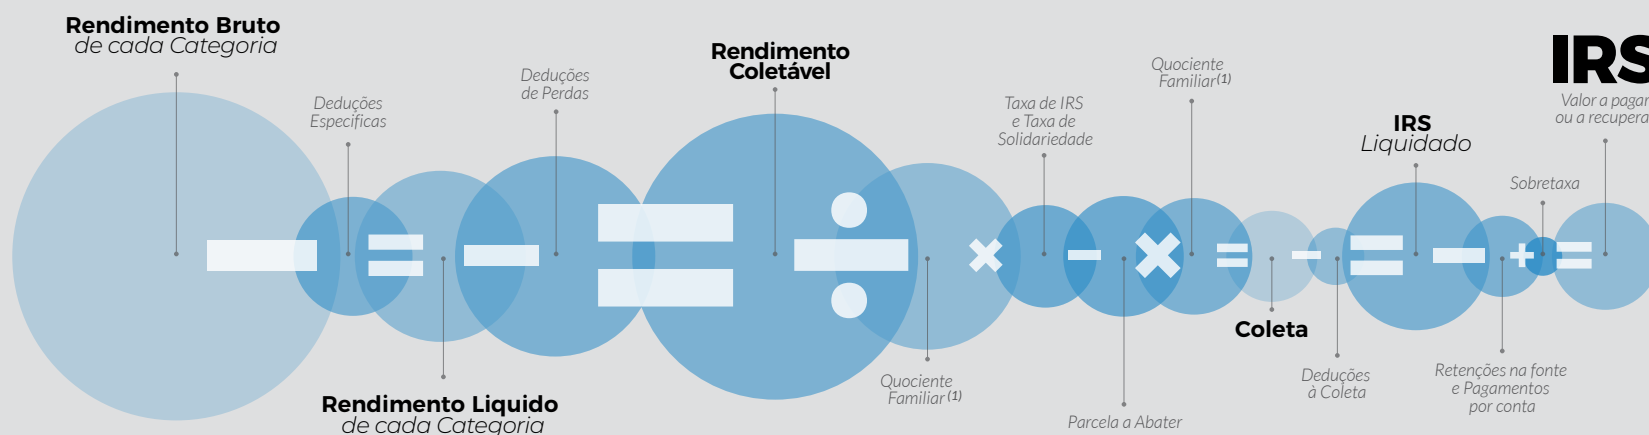 Rendimento Bruto
de cada Categoria
Deduções
Especificas
Rendimento Liquido
de cada Categoria
Deduções
de Perdas
Rendimento
Coletável
Quociente
Familiar (1)
Taxa de IRS
e Taxa de
Solidariedade
Parcela a Abater
Quociente
Familiar(1)
Coleta
Deduções
à Coleta
IRS
Liquidado
Retenções na fonte
e Pagamentos
por conta
Sobretaxa
IRS
Valor a pagar
ou a recupera